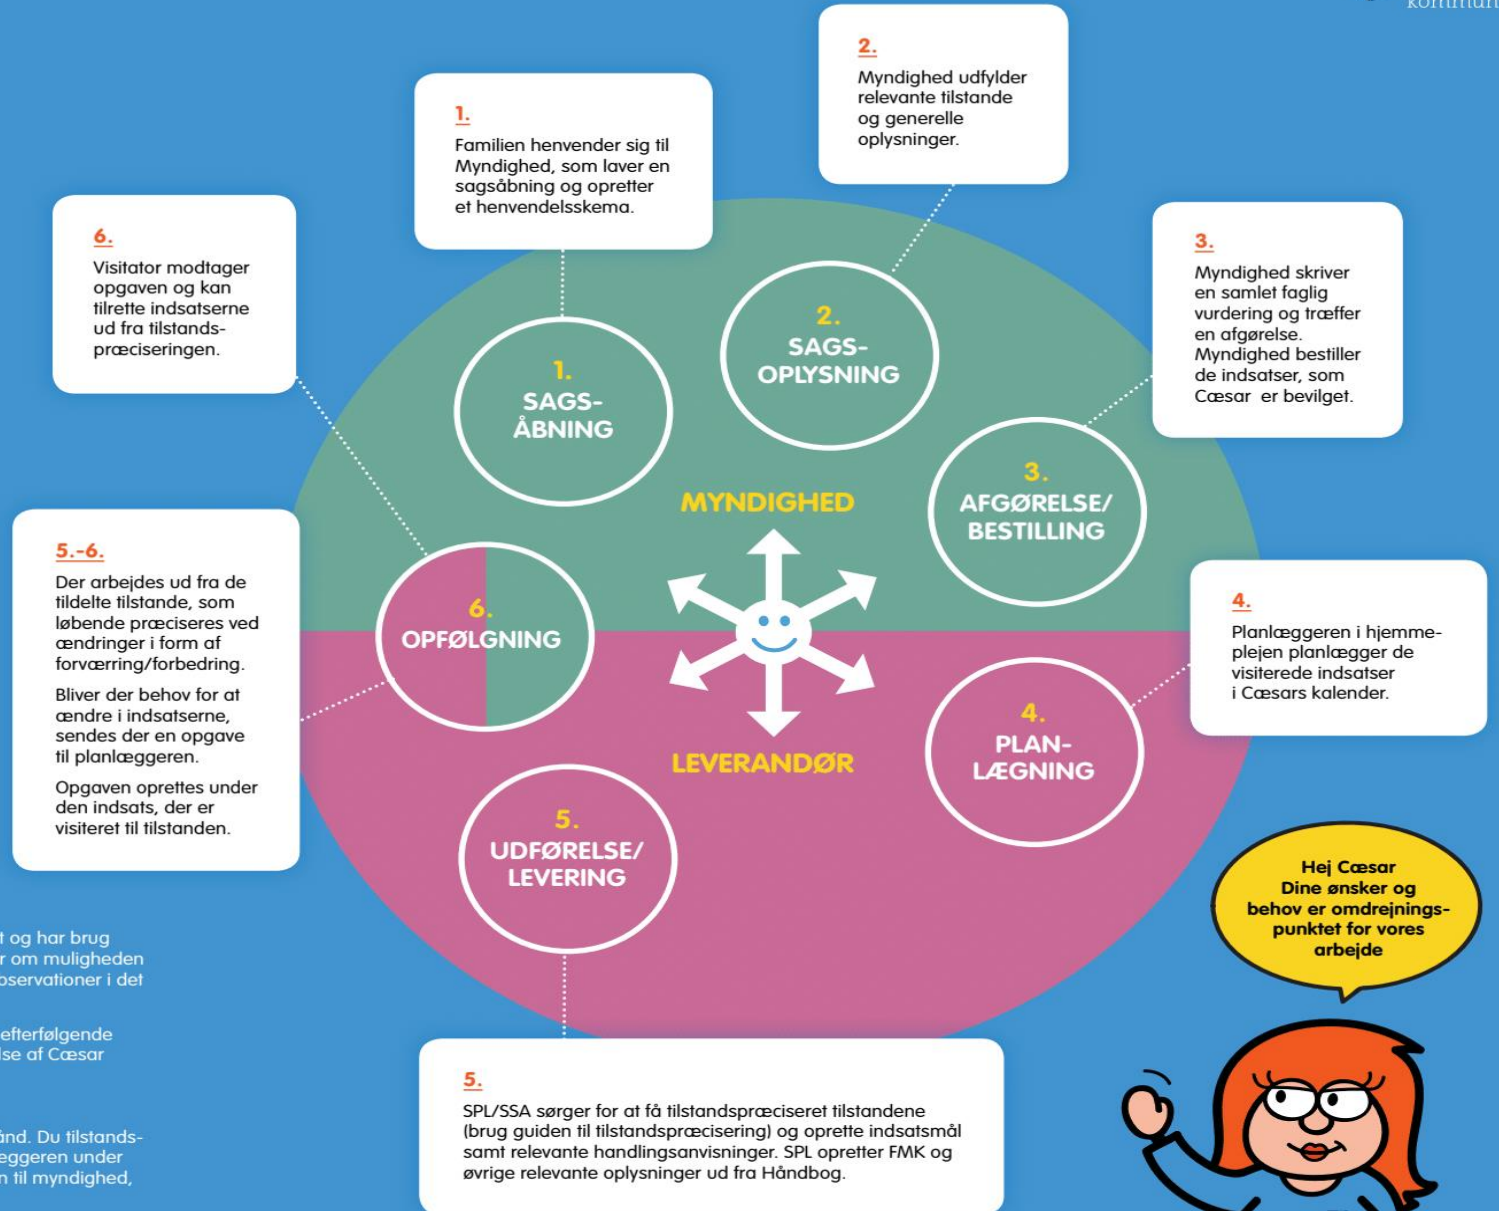 kommun
2.
Myndighed udfylder
relevante tilstande
og generelle
oplysninger.
1.
Familien henvender sig til
Myndighed, som laver en
sagsåbning og opretter
et henvendelsskema.
6.
Visitator modtager
opgaven og kan
tilrette indsatserne
ud fra tilstands-
præciseringen.
3.
Myndighed skriver
en samlet faglig
vurdering og træffer
en afgørelse.
Myndighed bestiller
de indsatser, som
Cæsar er bevilget.
1.
SAGS-
ÅBNING
2.
SAGS-
OPLYSNING
3.
AFGØRELSE/
BESTILLING
MYNDIGHED
5.-6.
Der arbejdes ud fra de
tildelte tilstande, som
løbende præciseres ved
ændringer i form af
forværring/forbedring.
Bliver der behov for at
ændre i indsatserne,
sendes der en opgave
til planlæggeren.
Opgaven oprettes under
den indsats, der er
visiteret til tilstanden.
6.
OPFØLGNING
4.
Planlæggeren i hjemme-
plejen planlægger de
visiterede indsatser
i Cæsars kalender.
LEVERANDØR
4.
PLAN-
LÆGNING
5.
UDFØRELSE/
LEVERING
Hej Cæsar
Dine ønsker og
behov er omdrejnings-
punktet for vores
arbejde
t og har brug
r om muligheden
bservationer i det
efterfølgende
lse af Cæsar
ånd. Du tilstands-
æggeren under
n til myndighed,
5.
SPL/SSA sørger for at få tilstandspræciseret tilstandene
(brug guiden til tilstandspræcisering) og oprette indsatsmål
samt relevante handlingsanvisninger. SPL opretter FMK og
øvrige relevante oplysninger ud fra Håndbog.